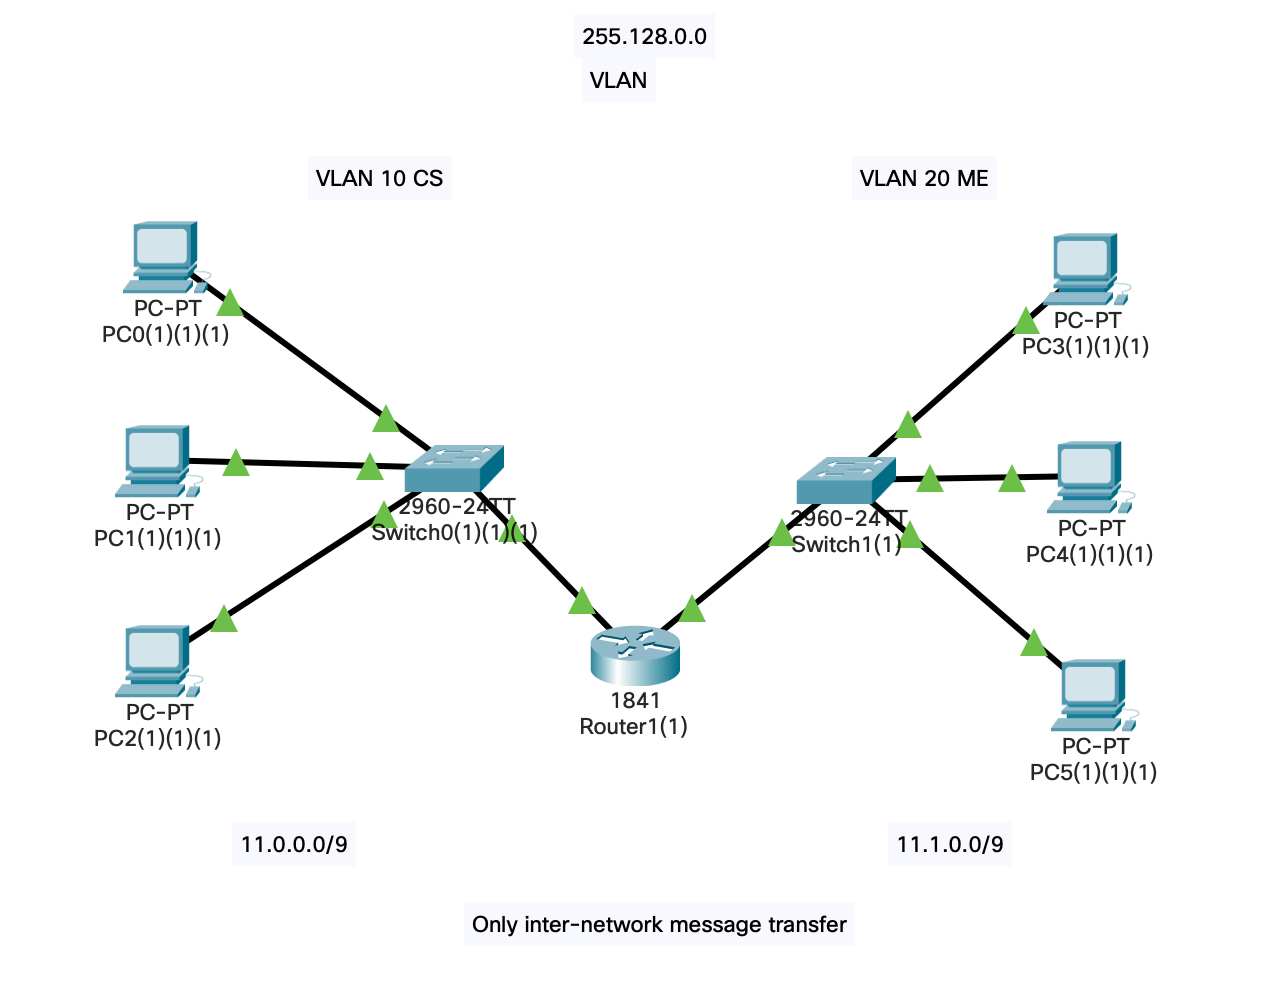 255.128.0.0
VLAN
VLAN 10 CS
VLAN 20 ME
PC-PT
PC0(1)(1)(1)
PC-PT
PC3(1)(1)(1)
PC-PT
PC1(1)(1)(1)
2960-24TT
Switch0(1)(1)(1)
2960-24TT
Switch1(1)
PC-PT
PC4(1)(1)(1)
PC-PT
PC2(1)(1)(1)
1841
Router1(1)
PC-PT
PC5(1)(1)(1)
11.0.0.0/9
11.1.0.0/9
Only inter-network message transfer